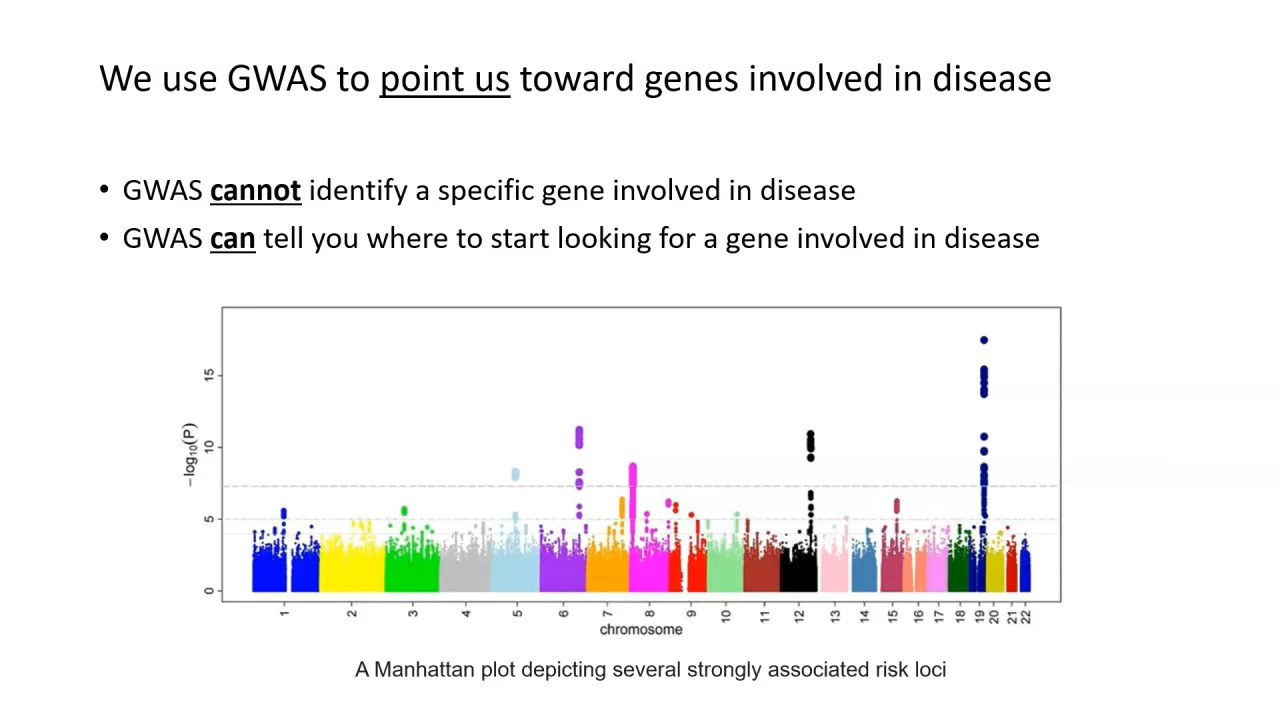 We use GWAS to point us toward genes involved in disease
• GWAS cannot identify a specific gene involved in disease
• GWAS can tell you where to start looking for a gene involved in disease
15
10
5
0
−log10(P)
1 2 3 4 5 6 7 8 9 10 11 12 13 14 15 16 17 18 19 20 21 22
chromosome
A Manhattan plot depicting several strongly associated risk loci